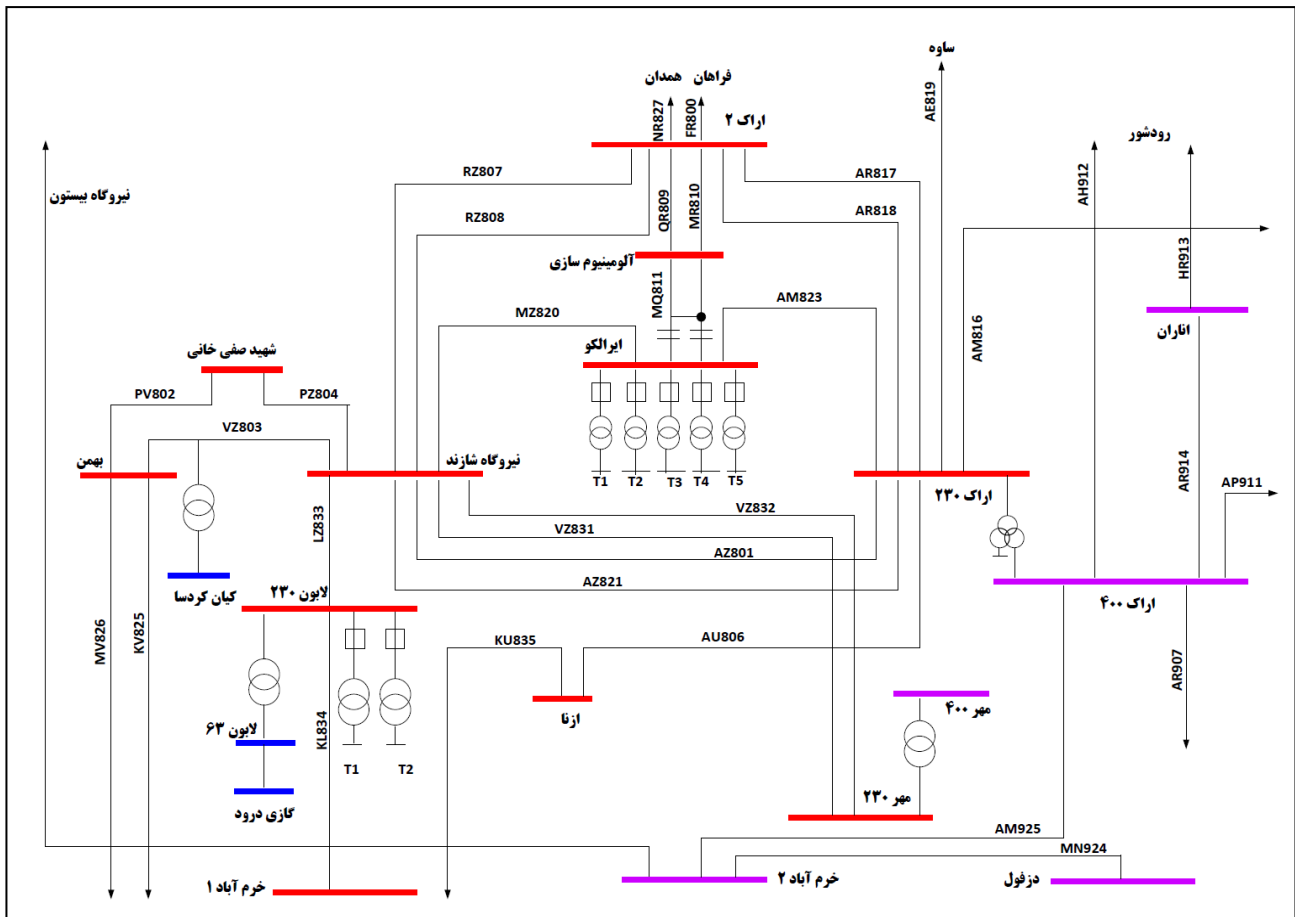 ساوه
همدان
فراهان
NR827
FR800
AE819
اراک ۲
رودشور
نیروگاه بیستون
RZ807
AR817
AH912
RZ808
QR809
MR810
AR818
HR913
آلومینیوم سازی
MQ811
AM823
MZ820
AM816
اناران
ایرالکو
شهید صفی خانی
PV802
PZ804
VZ803
بهمن
نیروگاه شازند
T1
T2
T3
T4
T5
اراک ۲۳۰
AR914
AP911
VZ832
LZ833
VZ831
AZ801
AZ821
کیان کردسا
لابون ۲۳۰
اراک ۴۰۰
MV826
KV825
KU835
AU806
AR907
ازنا
مهر ۴۰۰
لابون ۶۳
KL834
T1
T2
گازی درود
مهر ۲۳۰
AM925
MN924
خرم آباد ۱
خرم آباد ۲
دزفول